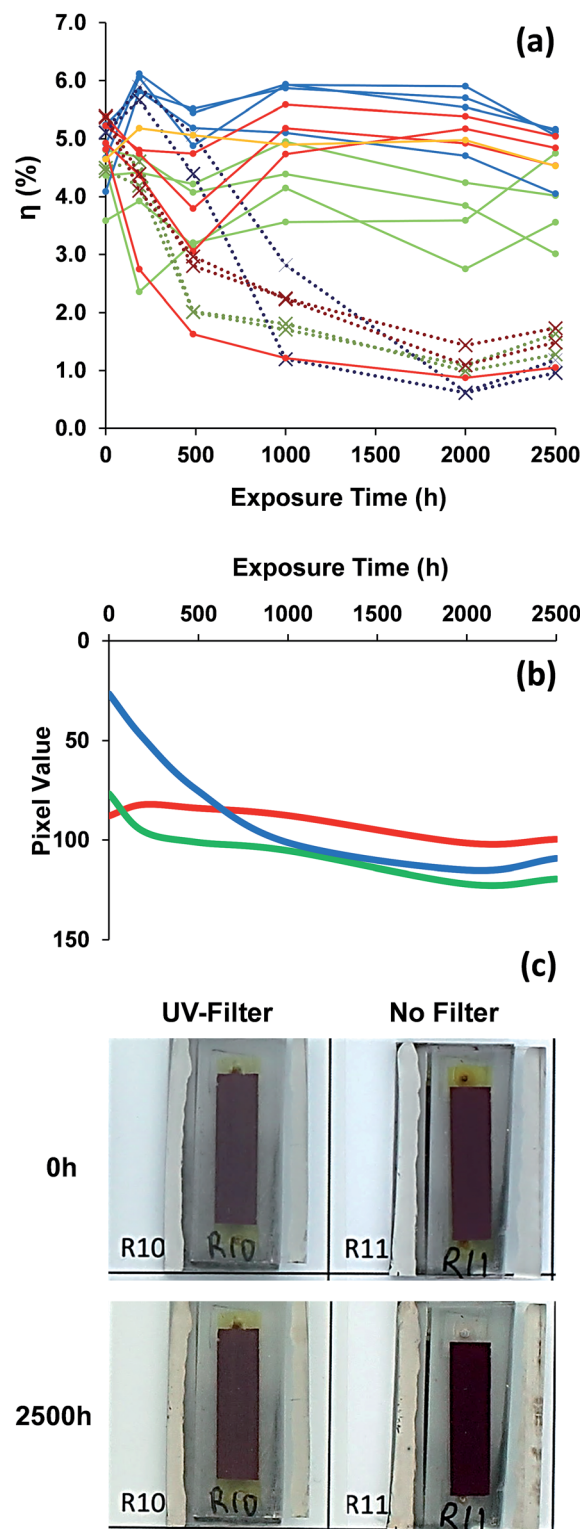 (a)
7.0
6.0
5.0
4.0
3.0
2.0
1.0
0.0
η (%)
0 500 1000 1500 2000 2500
Exposure Time (h)
Exposure Time (h)
0 500 1000 1500 2000 2500
0
50
100
150
Pixel Value
(b)
(c)
UV-Filter No Filter
0h
R10 R10 R11 R11
2500h
R10 R10 R11 R11